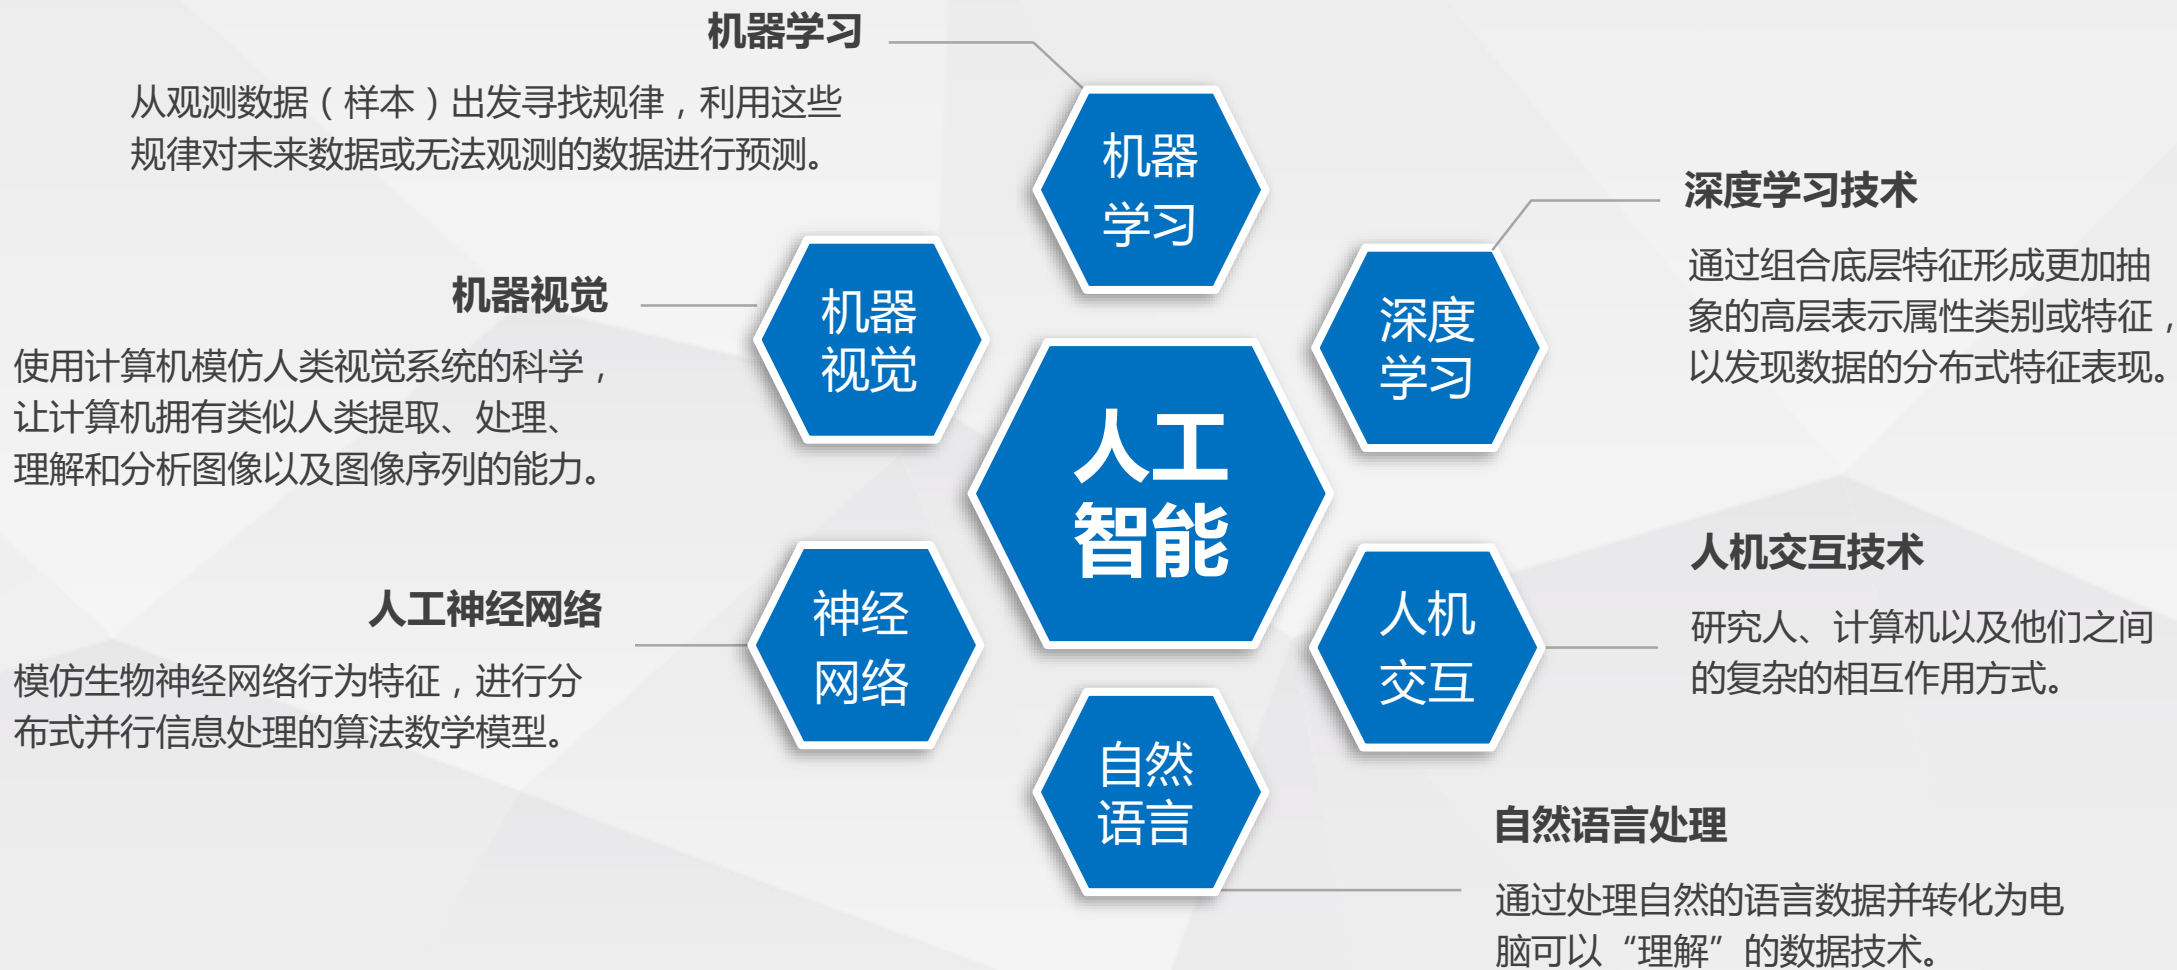 机器学习
从观测数据（样本）出发寻找规律，利用这些
规律对未来数据或无法观测的数据进行预测。
机器
学习
深度学习技术
通过组合底层特征形成更加抽
象的高层表示属性类别或特征，
以发现数据的分布式特征表现。
机器视觉
使用计算机模仿人类视觉系统的科学，
让计算机拥有类似人类提取、处理、
理解和分析图像以及图像序列的能力。
机器
视觉
深度
学习
人工
智能
人工神经网络
模仿生物神经网络行为特征，进行分
布式并行信息处理的算法数学模型。
神经
网络
人机
交互
人机交互技术
研究人、计算机以及他们之间
的复杂的相互作用方式。
自然
语言
自然语言处理
通过处理自然的语言数据并转化为电
脑可以“理解”的数据技术。